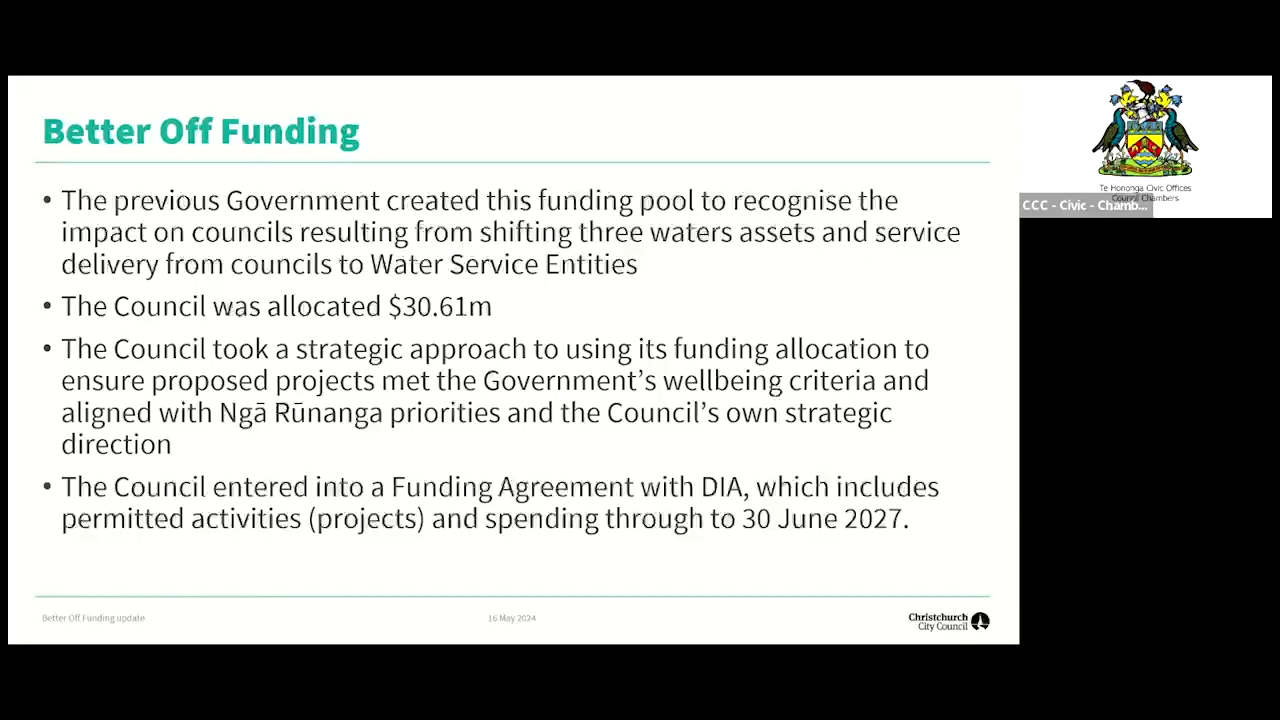 Better Off Funding
• The previous Government created this funding pool to recognise the
impact on councils resulting from shifting three waters assets and service
delivery from councils to Water Service Entities
• The Council was allocated $30.61m
• The Council took a strategic approach to using its funding allocation to
ensure proposed projects met the Government’s wellbeing criteria and
aligned with Ngā Rūnanga priorities and the Council’s own strategic
direction
• The Council entered into a Funding Agreement with DIA, which includes
permitted activities (projects) and spending through to 30 June 2027.
Better Off Funding update
16 May 2024
Christchurch
City Council
Te Hononga Civic Offices
Council Chambers
CCC - Civic - Chamb...